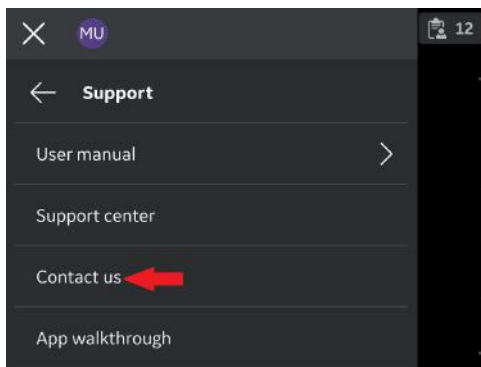 MU
12
Support
User manual
Support center
Contact us
App walkthrough